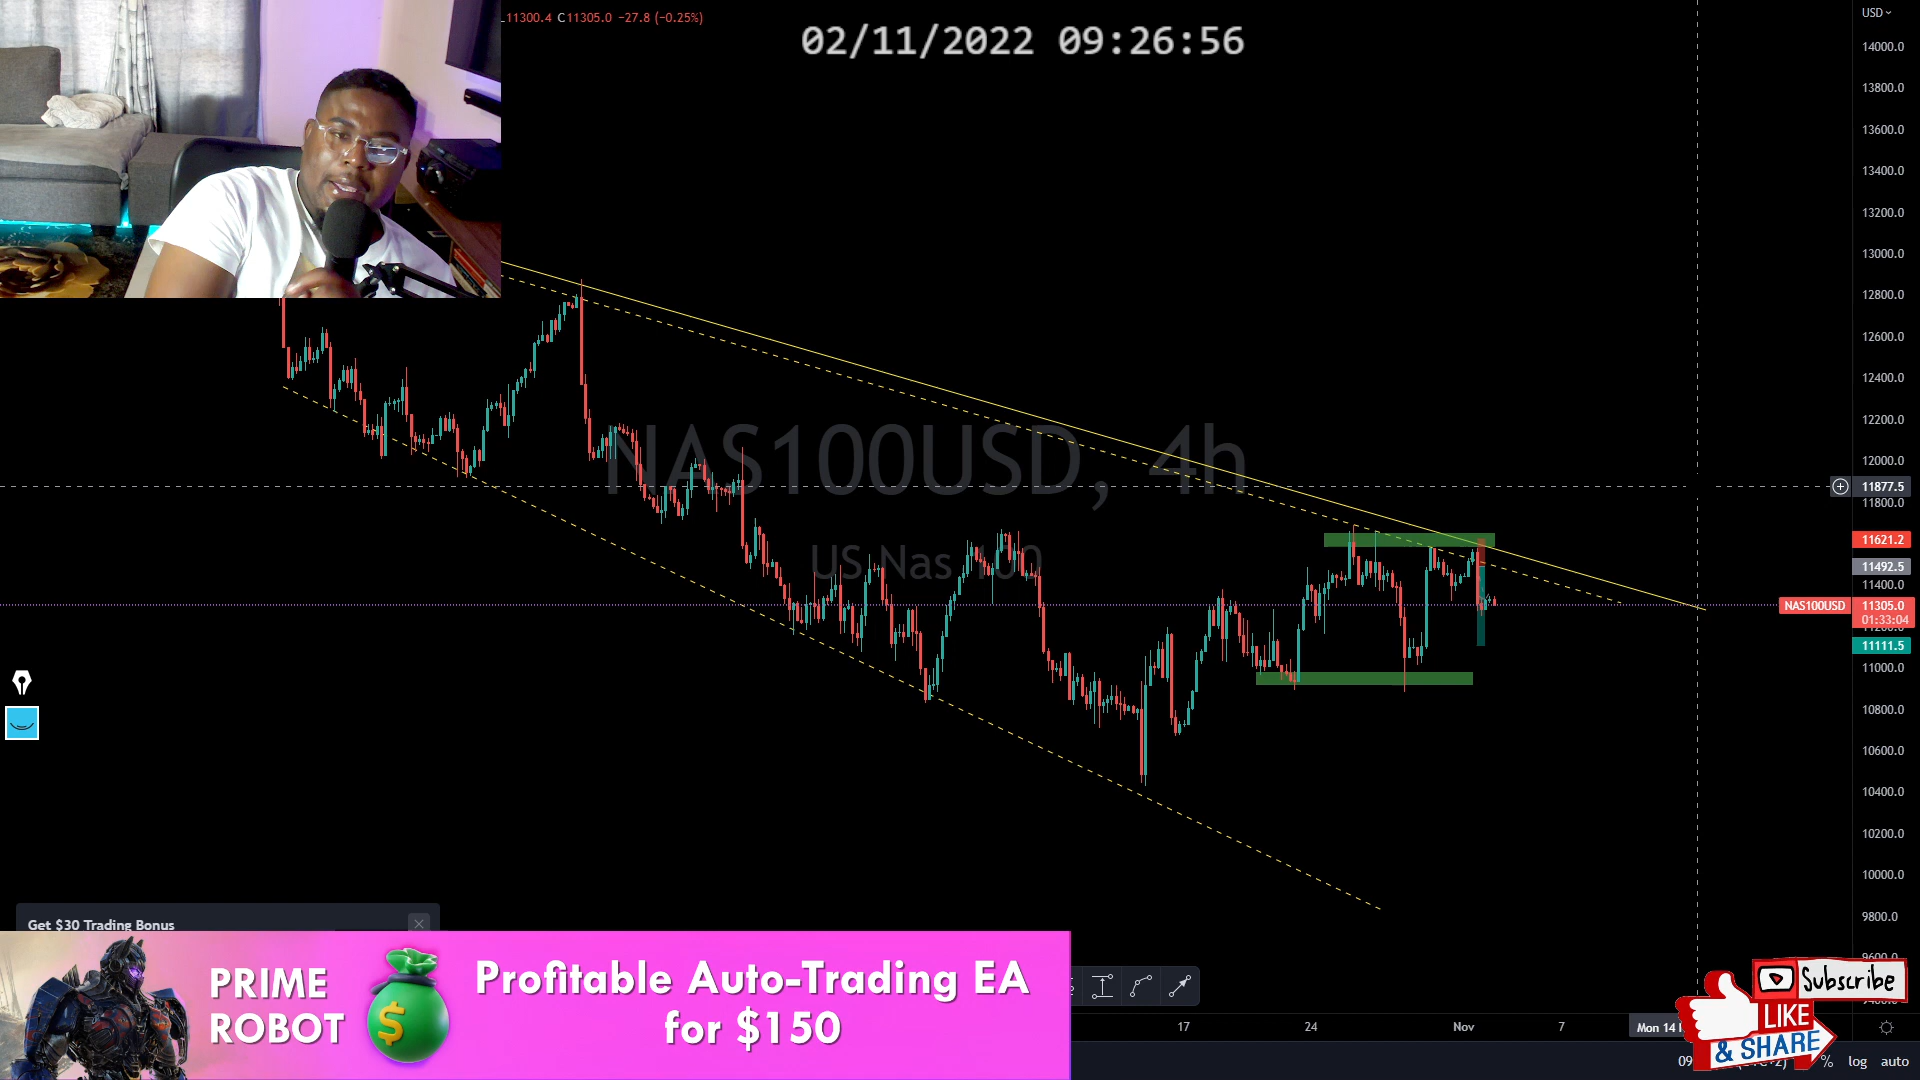 11300.4 C11305.0 −27.8 (−0.25%)
02/11/2022 09:26:56
USD
14000.0
13800.0
13600.0
13400.0
13200.0
13000.0
12800.0
12600.0
12400.0
12200.0
12000.0
11877.5
11800.0
11621.2
11492.5
11400.0
NAS100USD 11305.0
01:33:04
11111.5
11000.0
10800.0
10600.0
10400.0
10200.0
10000.0
9800.0
NAS100USD, 4h
US Nas 100
Get $30 Trading Bonus
PRIME
ROBOT
Profitable Auto-Trading EA
for $150
17 24 Nov 7 Mon 14
Subscribe
LIKE
& SHARE
09
% log auto